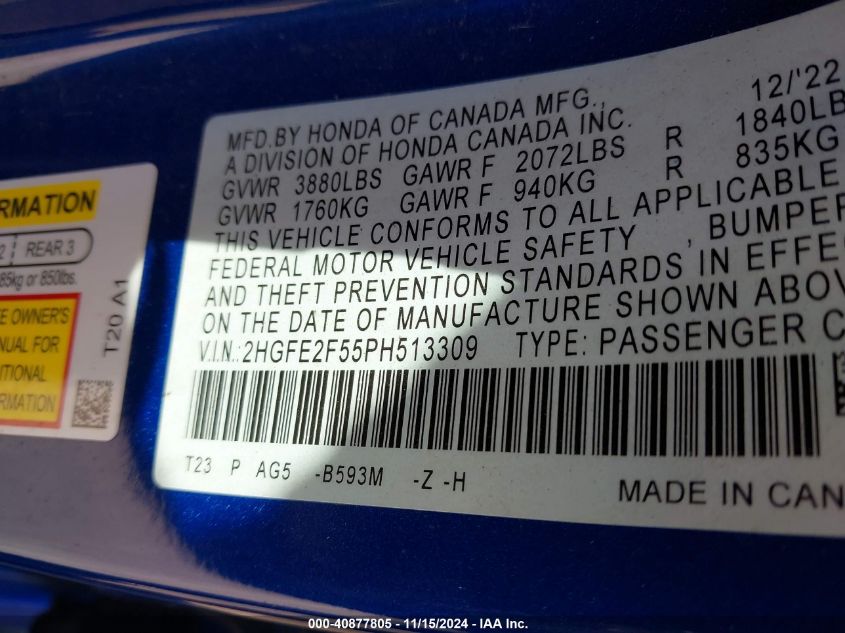 RMATION
2 REAR 3
85kg or 850lbs.
E OWNER'S
NUAL FOR
ITIONAL
RMATION
T20 A1
12/'22
MFD.BY HONDA OF CANADA MFG.,
A DIVISION OF HONDA CANADA INC.
GVWR 3880LBS GAWR F 2072LBS R 1840LB
GVWR 1760KG GAWR F 940KG R 835KG
THIS VEHICLE CONFORMS TO ALL APPLICABLE
FEDERAL MOTOR VEHICLE SAFETY , BUMPER
AND THEFT PREVENTION STANDARDS IN EFFEC
ON THE DATE OF MANUFACTURE SHOWN ABOV
V.I.N.:2HGFE2F55PH513309 TYPE: PASSENGER C
T23 P AG5 -B593M -Z -H
MADE IN CAN
© -- 40877805 - 11/15/2024 - IAA Inc.